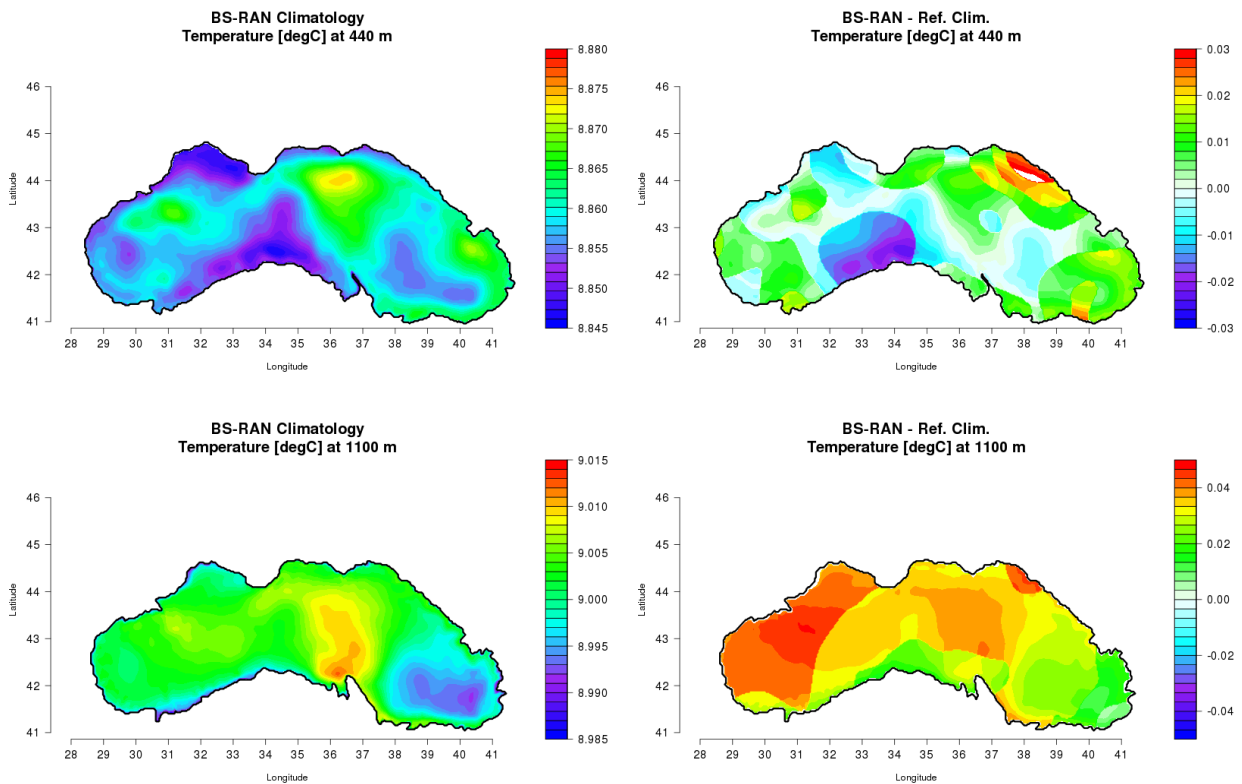 BS-RAN Climatology
Temperature [degC] at 440 m
8.880
8.875
8.870
8.865
8.860
8.855
8.850
8.845
46
45
44
43
42
41
Latitude
28 30 31 32 33 34 35 36 37 38 39 40 41
Longitude
BS-RAN - Ref. Clim.
Temperature [degC] at 440 m
0.03
0.02
0.01
0.00
-0.01
-0.02
-0.03
46
45
44
43
42
41
Latitude
28 30 31 32 33 34 35 36 37 38 39 40 41
Longitude
BS-RAN Climatology
Temperature [degC] at 1100 m
9.015
9.010
9.005
9.000
8.995
8.990
8.985
46
45
44
43
42
41
Latitude
28 30 31 32 33 34 35 36 37 38 39 40 41
Longitude
BS-RAN - Ref. Clim.
Temperature [degC] at 1100 m
0.04
0.02
0.00
-0.02
-0.04
46
45
44
43
42
41
Latitude
28 30 31 32 33 34 35 36 37 38 39 40 41
Longitude